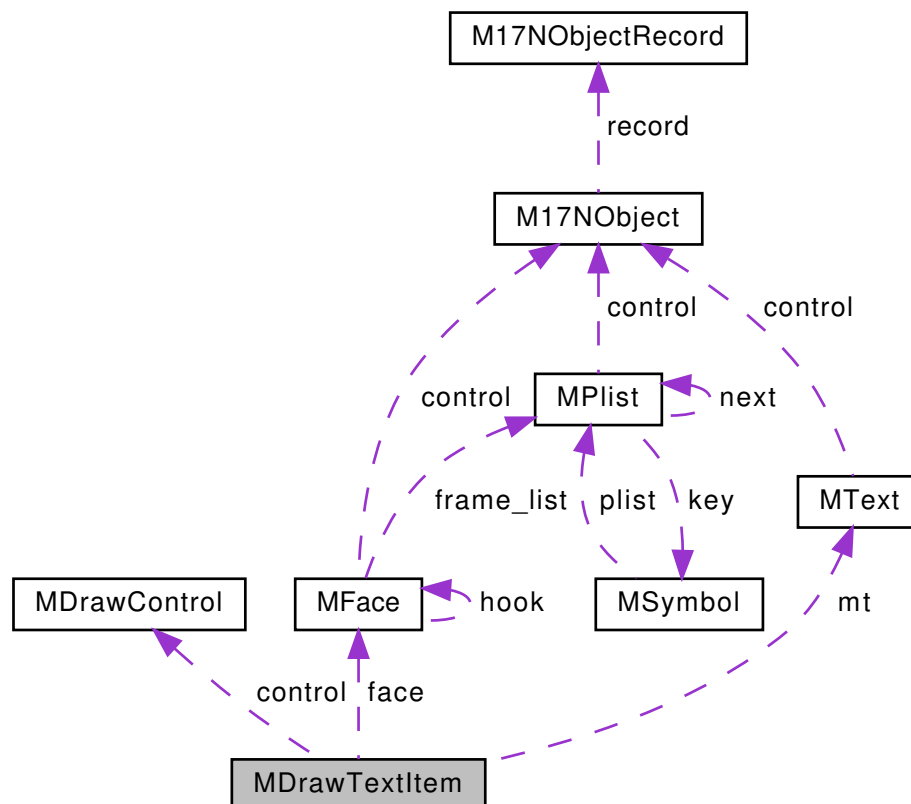 M17NObjectRecord
record
M17NObject
control
control
control
MPlist
next
frame_list
plist
key
MText
MDrawControl
MFace
hook
MSymbol
mt
control
face
MDrawTextItem